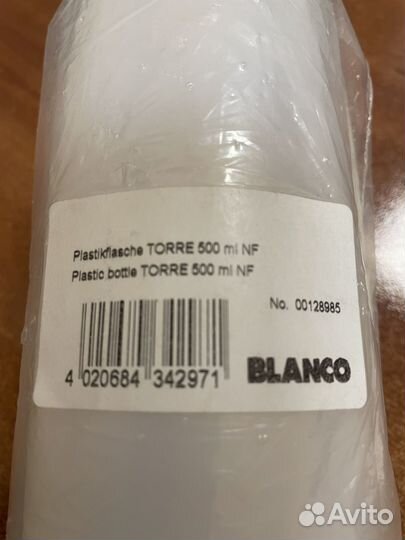 Plastikflasche TORRE 500 ml NF
Plastic bottle TORRE 500 ml NF
No. 00128985
4 020684 342971
BLANCO
Avito